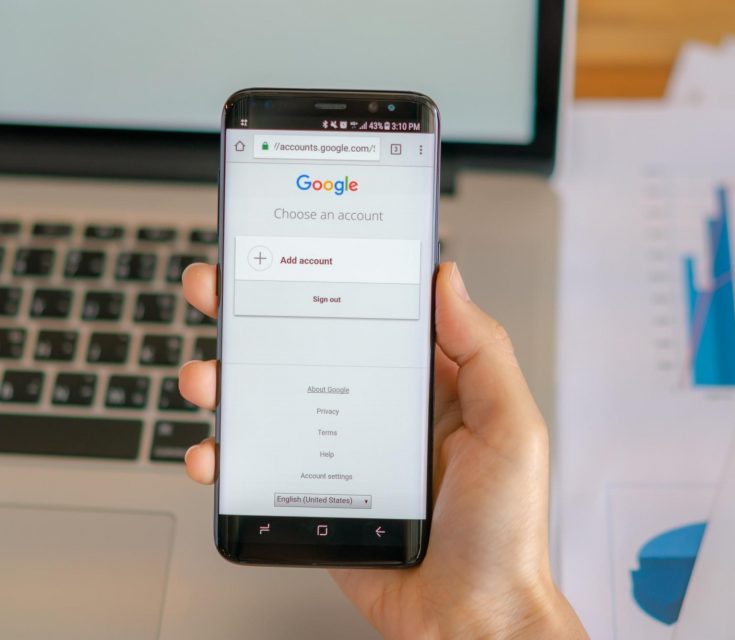 43% 3:10 PM
//accounts.google.com/
3
Google
Choose an account
Add account
Sign out
About Google
Privacy
Terms
Help
Account settings
English (United States)